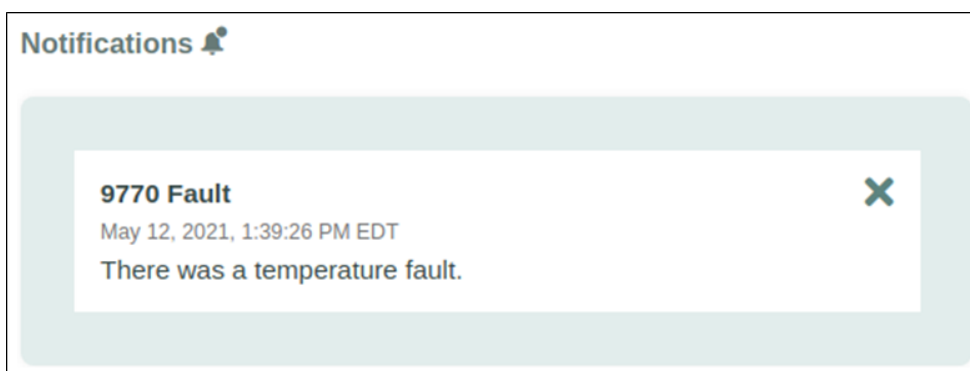 Notifications
9770 Fault
May 12, 2021, 1:39:26 PM EDT
There was a temperature fault.